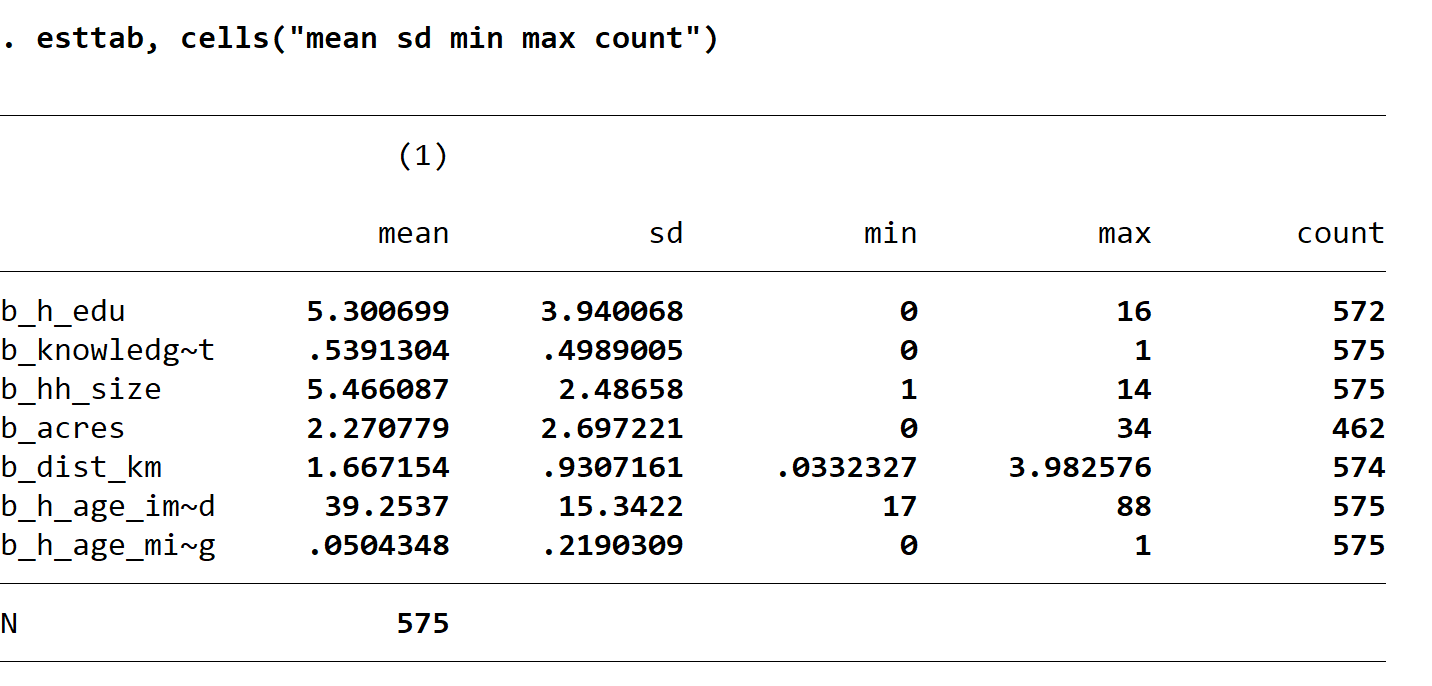 . esttab, cells("mean sd min max count")
(1)
mean sd min max count
b_h_edu 5.300699 3.940068 0 16 572
b_knowledg~t .5391304 .4989005 0 1 575
b_hh_size 5.466087 2.48658 1 14 575
b_acres 2.270779 2.697221 0 34 462
b_dist_km 1.667154 .9307161 .0332327 3.982576 574
b_h_age_im~d 39.2537 15.3422 17 88 575
b_h_age_mi~g .0504348 .2190309 0 1 575
N 575